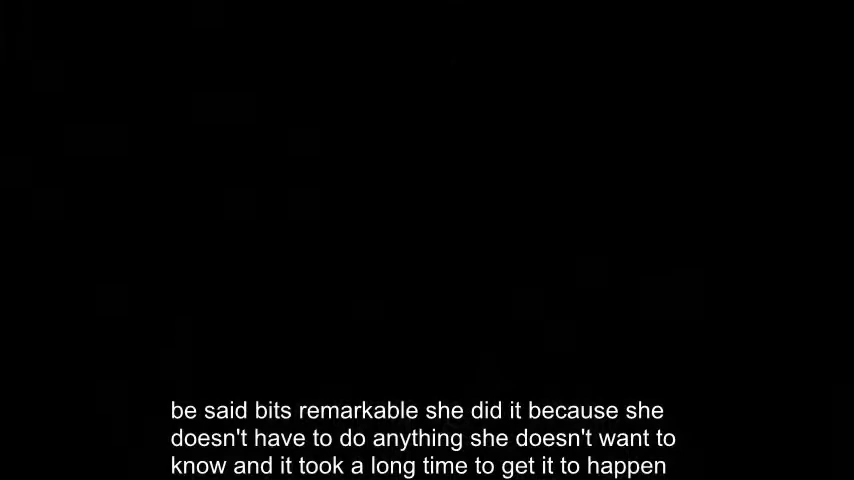 be said bits remarkable she did it because she
doesn't have to do anything she doesn't want to
know and it took a long time to get it to happen